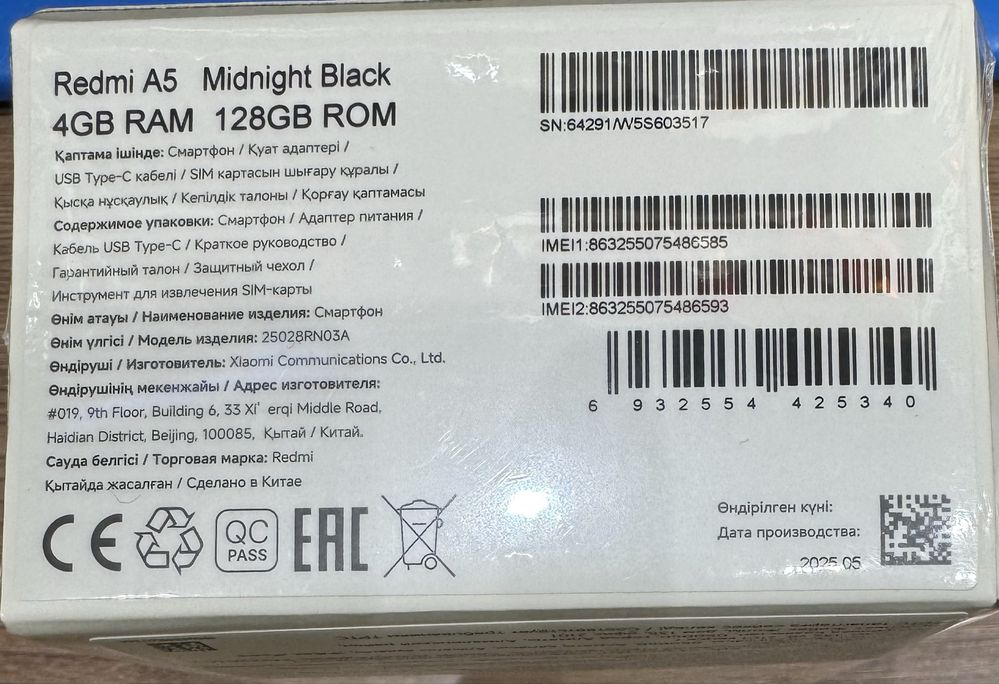 Redmi A5 Midnight Black
4GB RAM 128GB ROM
Қаптама ішінде: Смартфон / Қуат адаптері /
USB Type-C кабелі / SIM картасын шығару құралы /
Қысқа нұсқаулық / Кепілдік талоны / Қорғау қаптамасы
Содержимое упаковки: Смартфон / Адаптер питания /
Кабель USB Type-C / Краткое руководство /
Гарантийный талон / Защитный чехол /
Инструмент для извлечения SIM-карты
Өнім атауы / Наименование изделия: Смартфон
Өнім үлгісі / Модель изделия: 25028RN03A
Өндіруші / Изготовитель: Xiaomi Communications Co., Ltd.
Өндірушінің мекенжайы / Адрес изготовителя:
#019, 9th Floor, Building 6, 33 Xi' erqi Middle Road,
Haidian District, Beijing, 100085, Қытай / Китай.
Сауда белгісі / Торговая марка: Redmi
Қытайда жасалған / Сделано в Китае
CE
QC
PASS
EAC
SN:64291/W5S603517
IMEI1:863255075486585
IMEI2:863255075486593
6 932554 425340
Өндірілген күні:
Дата производства:
2025.05